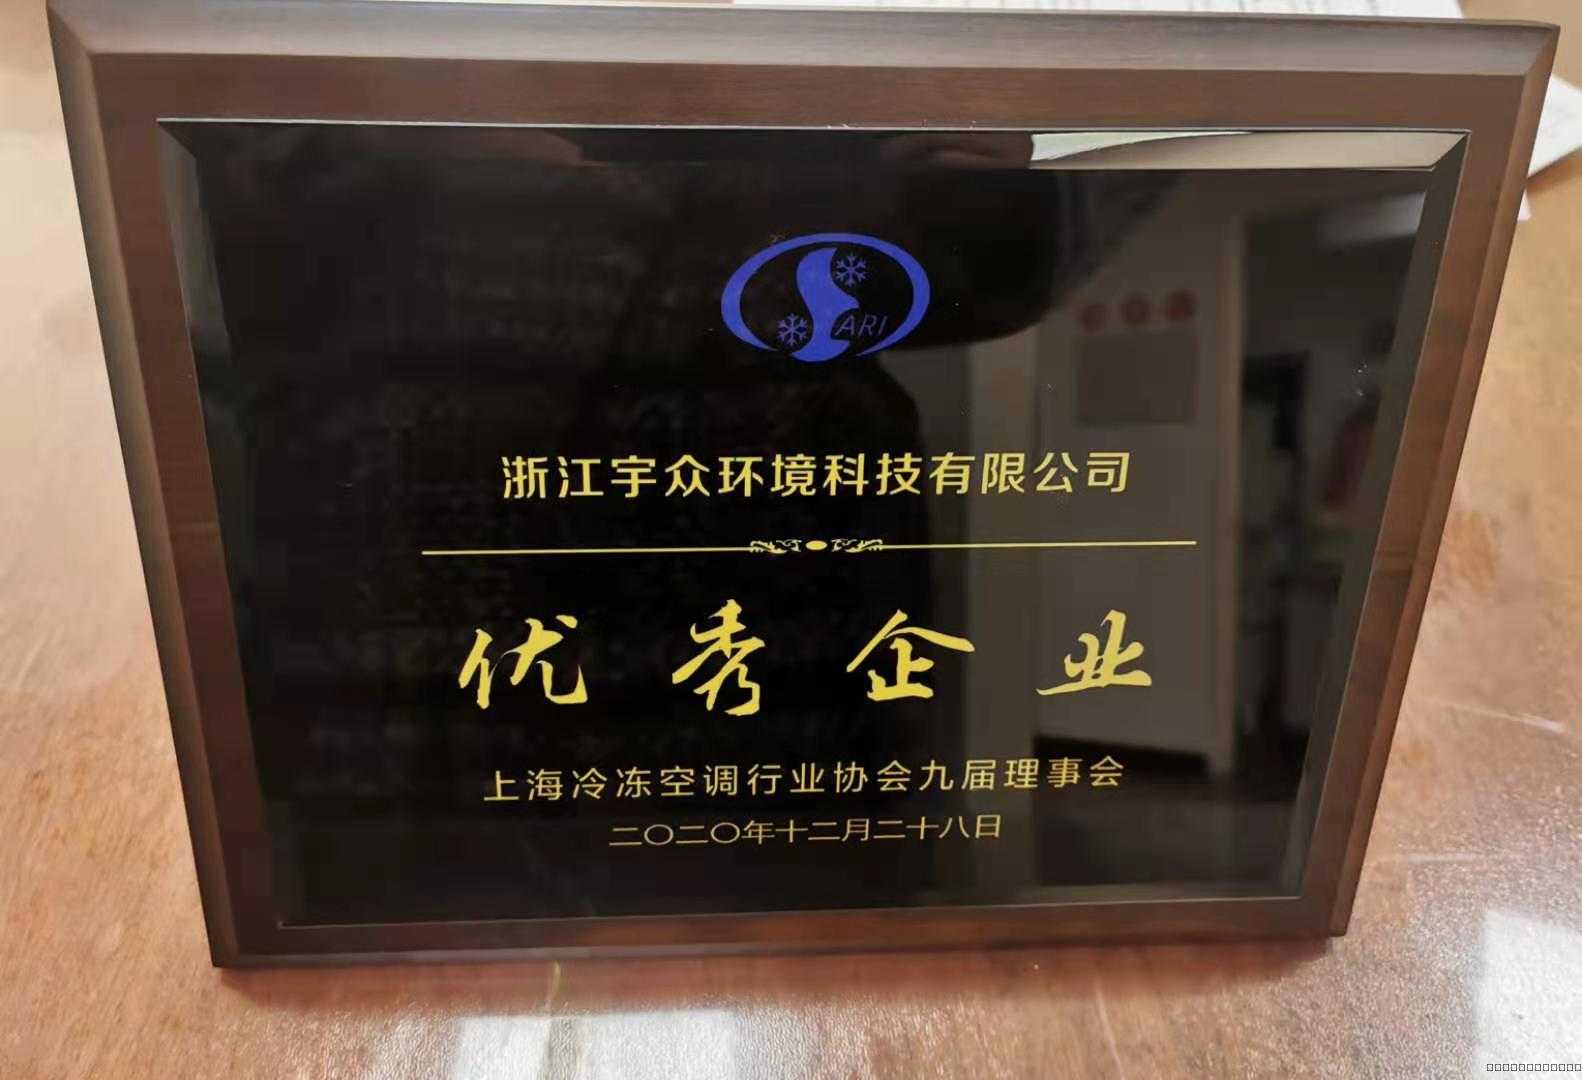 ARI
浙江宇众环境科技有限公司
优秀企业
上海冷冻空调行业协会九届理事会
二〇二〇年十二月二十八日